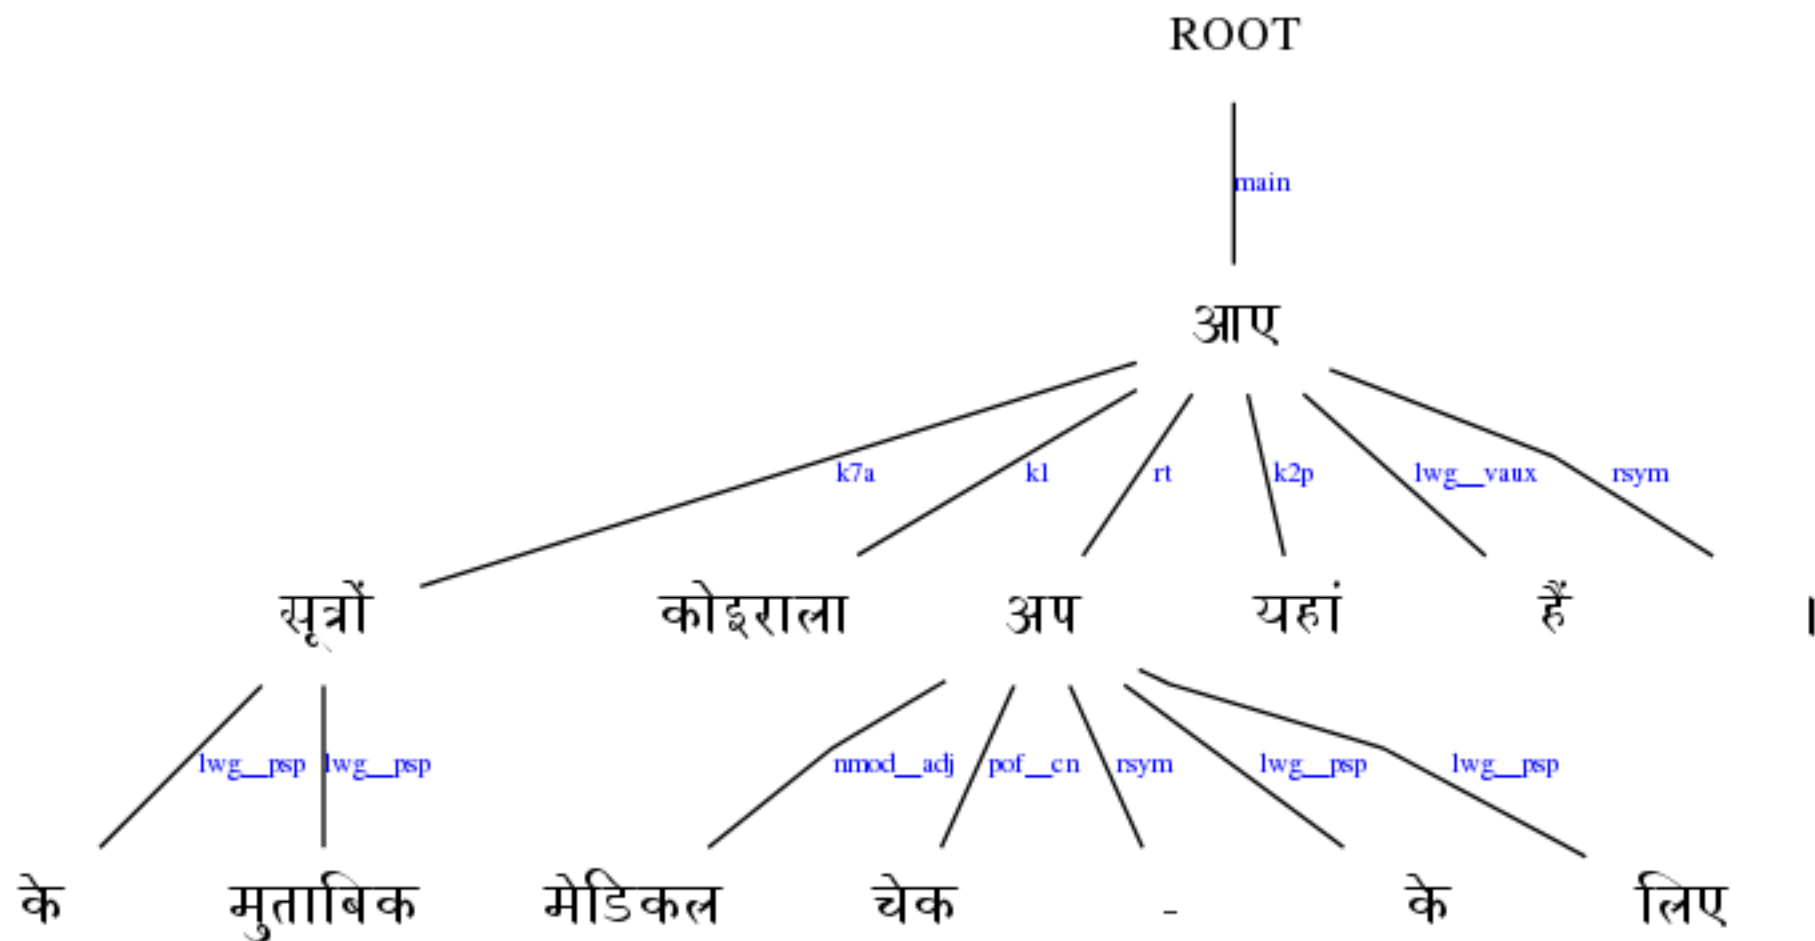 ROOT
main
आए
k7a k1 rt k2p lwg__vaux rsym
सूत्रों कोइराला अप यहां हैं ।
lwg__psp lwg__psp nmod__adj pof__cn rsym lwg__psp lwg__psp
के मुताबिक मेडिकल चेक - के लिए